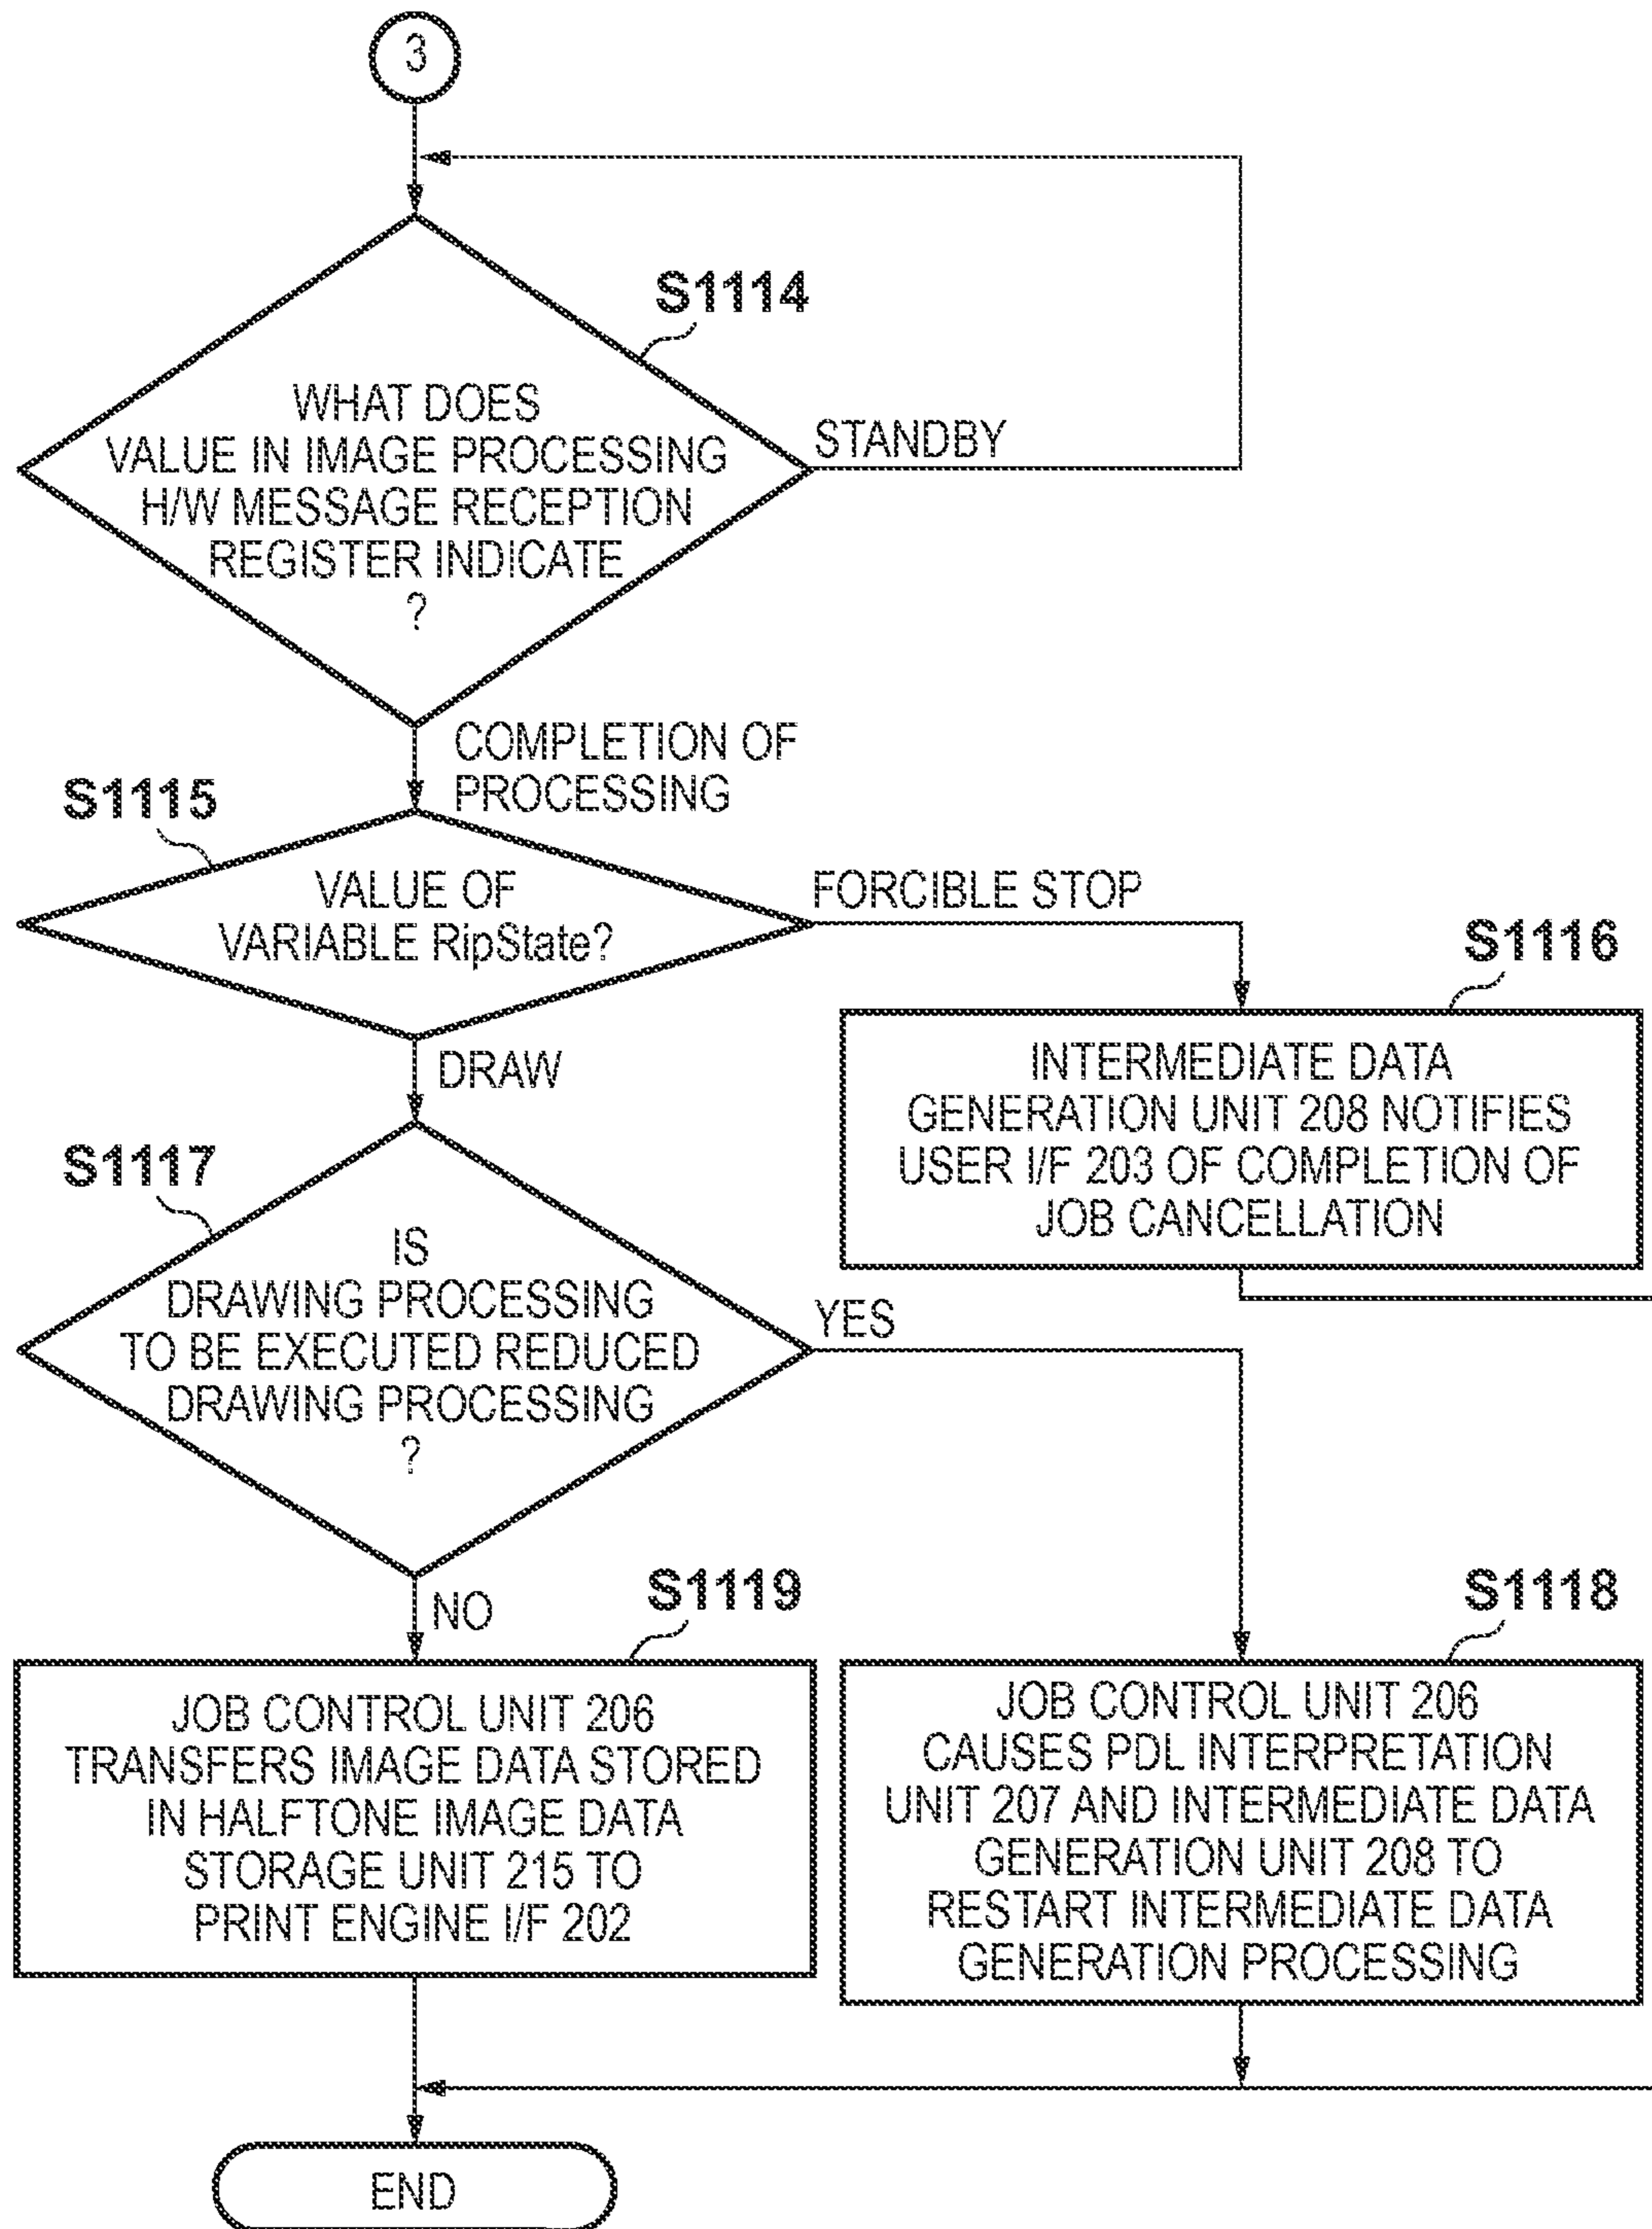 3
S1114
WHAT DOES
VALUE IN IMAGE PROCESSING
H/W MESSAGE RECEPTION
REGISTER INDICATE
?
STANDBY
COMPLETION OF
PROCESSING
S1115
VALUE OF
VARIABLE RipState?
FORCIBLE STOP
S1116
INTERMEDIATE DATA
GENERATION UNIT 208 NOTIFIES
USER I/F 203 OF COMPLETION OF
JOB CANCELLATION
DRAW
S1117
IS
DRAWING PROCESSING
TO BE EXECUTED REDUCED
DRAWING PROCESSING
?
YES
NO
S1119
JOB CONTROL UNIT 206
TRANSFERS IMAGE DATA STORED
IN HALFTONE IMAGE DATA
STORAGE UNIT 215 TO
PRINT ENGINE I/F 202
S1118
JOB CONTROL UNIT 206
CAUSES PDL INTERPRETATION
UNIT 207 AND INTERMEDIATE DATA
GENERATION UNIT 208 TO
RESTART INTERMEDIATE DATA
GENERATION PROCESSING
END